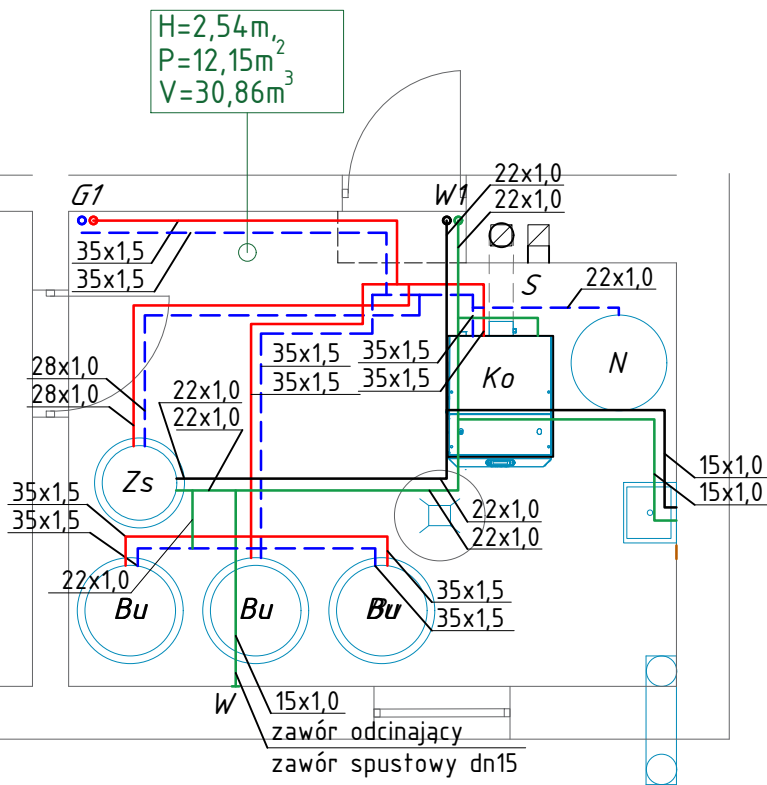 H=2,54m,
P=12,15m²
V=30,86m³
G1
W1
22x1,0
22x1,0
35x1,5
35x1,5
S
22x1,0
35x1,5
35x1,5
35x1,5
35x1,5
Ko
N
28x1,0
28x1,0
22x1,0
22x1,0
Zs
15x1,0
15x1,0
35x1,5
35x1,5
22x1,0
22x1,0
22x1,0
Bu
Bu
Bu
35x1,5
35x1,5
W
15x1,0
zawór odcinający
zawór spustowy dn15